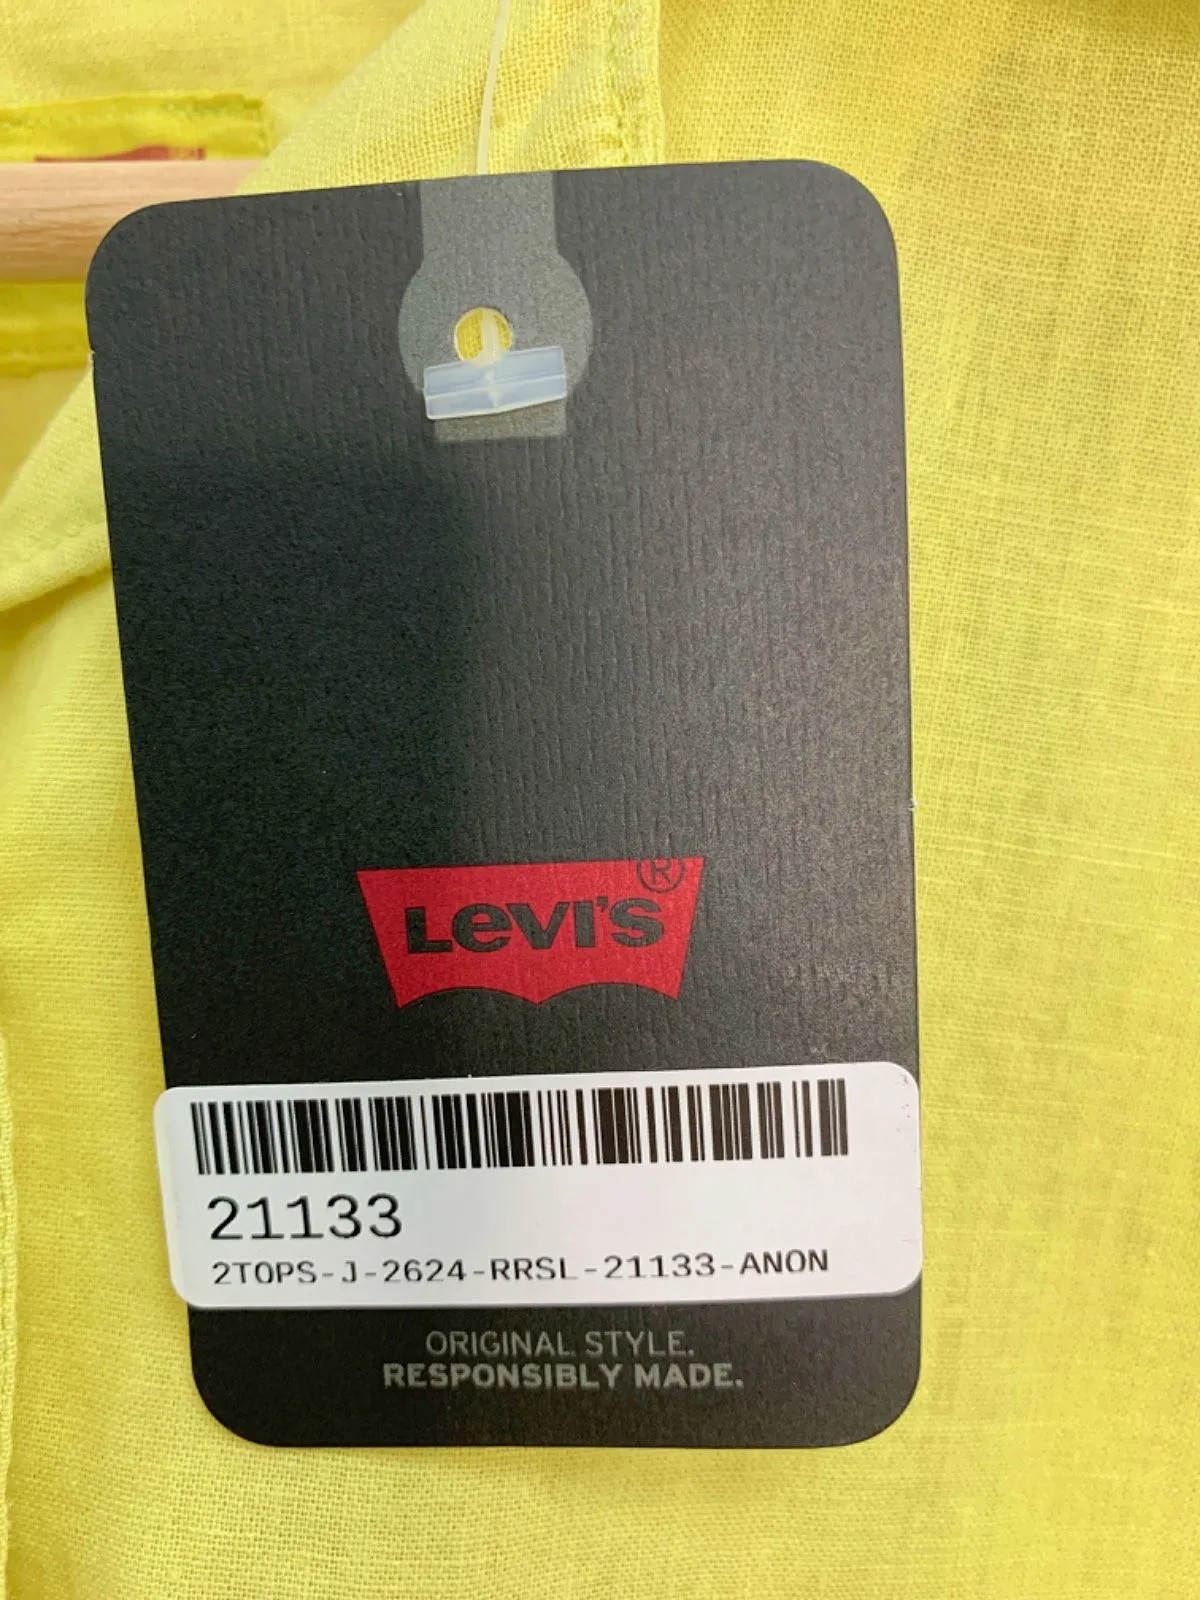 LEVI'S®
21133
2TOPS-J-2624-RRSL-21133-ANON
ORIGINAL STYLE.
RESPONSIBLY MADE.